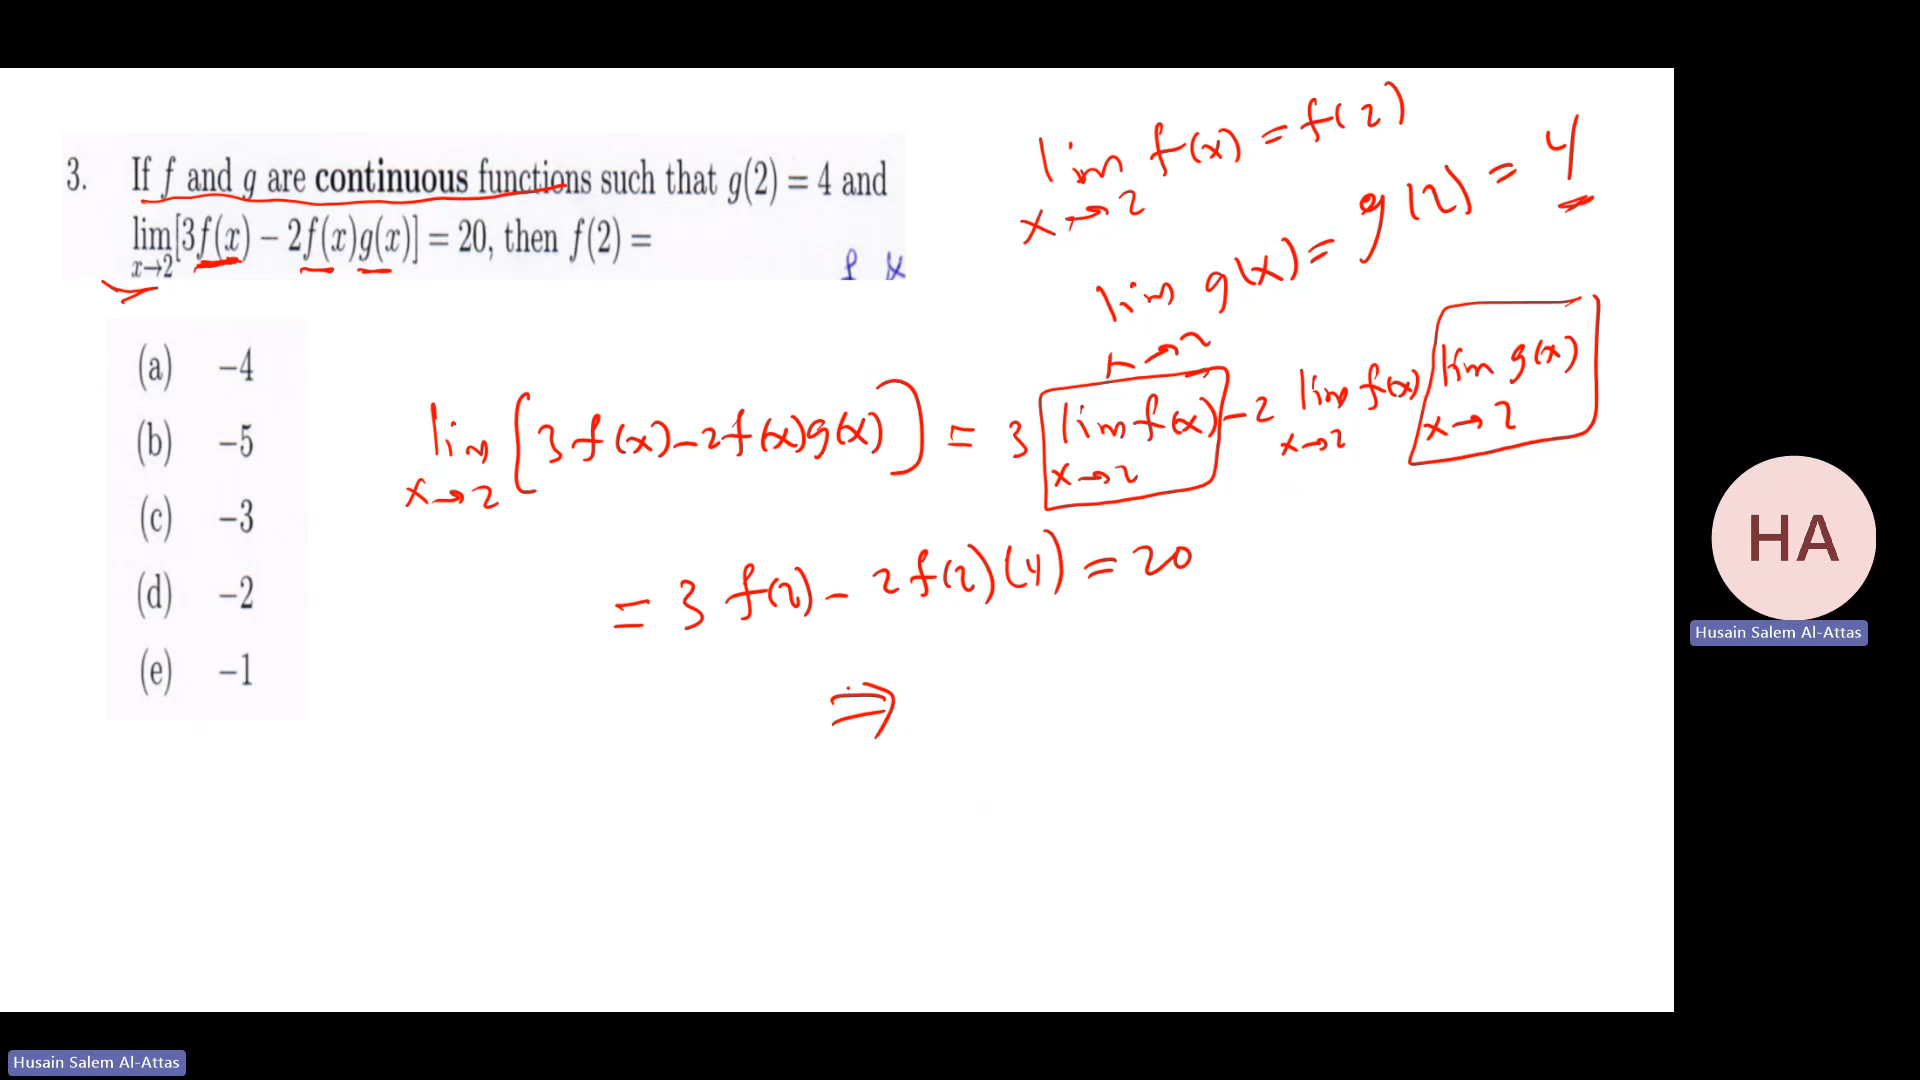 3. If f and g are continuous functions such that g(2) = 4 and
lim[3f(x) − 2f(x)g(x)] = 20, then f(2) =
x→2
(a) −4
(b) −5
(c) −3
(d) −2
(e) −1
lim f(x) = f(2)
x→2
lim g(x) = g(2) = 4
x→2
lim [3f(x)−2f(x)g(x)] = 3 lim f(x) −2 lim f(x) lim g(x)
x→2 x→2 x→2 x→2
= 3 f(2) − 2f(2)(4) = 20
⇒
HA
Husain Salem Al-Attas
Husain Salem Al-Attas